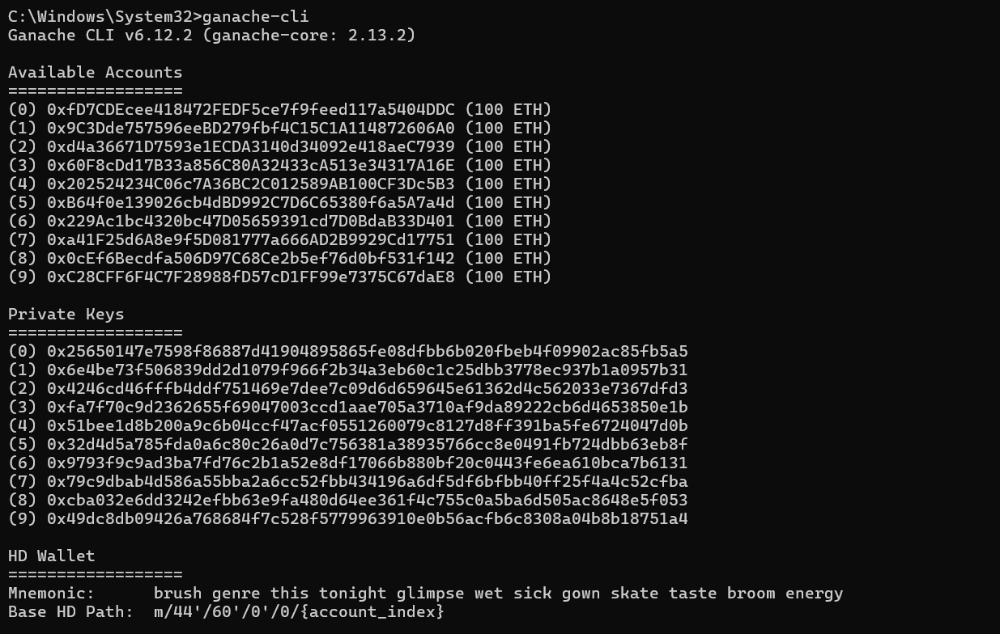 C:\Windows\System32>ganache-cli
Ganache CLI v6.12.2 (ganache-core: 2.13.2)
Available Accounts
==================
(0) 0xfD7CDEcee418472FEDF5ce7f9feed117a5404DDC (100 ETH)
(1) 0x9C3Dde757596eeBD279fbf4C15C1A114872606A0 (100 ETH)
(2) 0xd4a36671D7593e1ECDA3140d34092e418aeC7939 (100 ETH)
(3) 0x60F8cDd17B33a856C80A32433cA513e34317A16E (100 ETH)
(4) 0x202524234C06c7A36BC2C012589AB100CF3Dc5B3 (100 ETH)
(5) 0xB64f0e139026cb4dBD992C7D6C65380f6a5A7a4d (100 ETH)
(6) 0x229Ac1bc4320bc47D05659391cd7D0BdaB33D401 (100 ETH)
(7) 0xa41F25d6A8e9f5D081777a666AD2B9929Cd17751 (100 ETH)
(8) 0x0cEf6Becdfa506D97C68Ce2b5ef76d0bf531f142 (100 ETH)
(9) 0xC28CFF6F4C7F28988fD57cD1FF99e7375C67daE8 (100 ETH)
Private Keys
==================
(0) 0x25650147e7598f86887d41904895865fe08dfbb6b020fbeb4f09902ac85fb5a5
(1) 0x6e4be73f506839dd2d1079f966f2b34a3eb60c1c25dbb3778ec937b1a0957b31
(2) 0x4246cd46fffb4ddf751469e7dee7c09d6d659645e61362d4c562033e7367dfd3
(3) 0xfa7f70c9d2362655f69047003ccd1aae705a3710af9da89222cb6d4653850e1b
(4) 0x51bee1d8b200a9c6b04ccf47acf0551260079c8127d8ff391ba5fe6724047d0b
(5) 0x32d4d5a785fda0a6c80c26a0d7c756381a38935766cc8e0491fb724dbb63eb8f
(6) 0x9793f9c9ad3ba7fd76c2b1a52e8df17066b880bf20c0443fe6ea610bca7b6131
(7) 0x79c9dbab4d586a55bba2a6cc52fbb434196a6df5df6bfbb40ff25f4a4c52cfba
(8) 0xcba032e6dd3242efbb63e9fa480d64ee361f4c755c0a5ba6d505ac8648e5f053
(9) 0x49dc8db09426a768684f7c528f5779963910e0b56acfb6c8308a04b8b18751a4
HD Wallet
==================
Mnemonic:      brush genre this tonight glimpse wet sick gown skate taste broom energy
Base HD Path:  m/44'/60'/0'/0/{account_index}